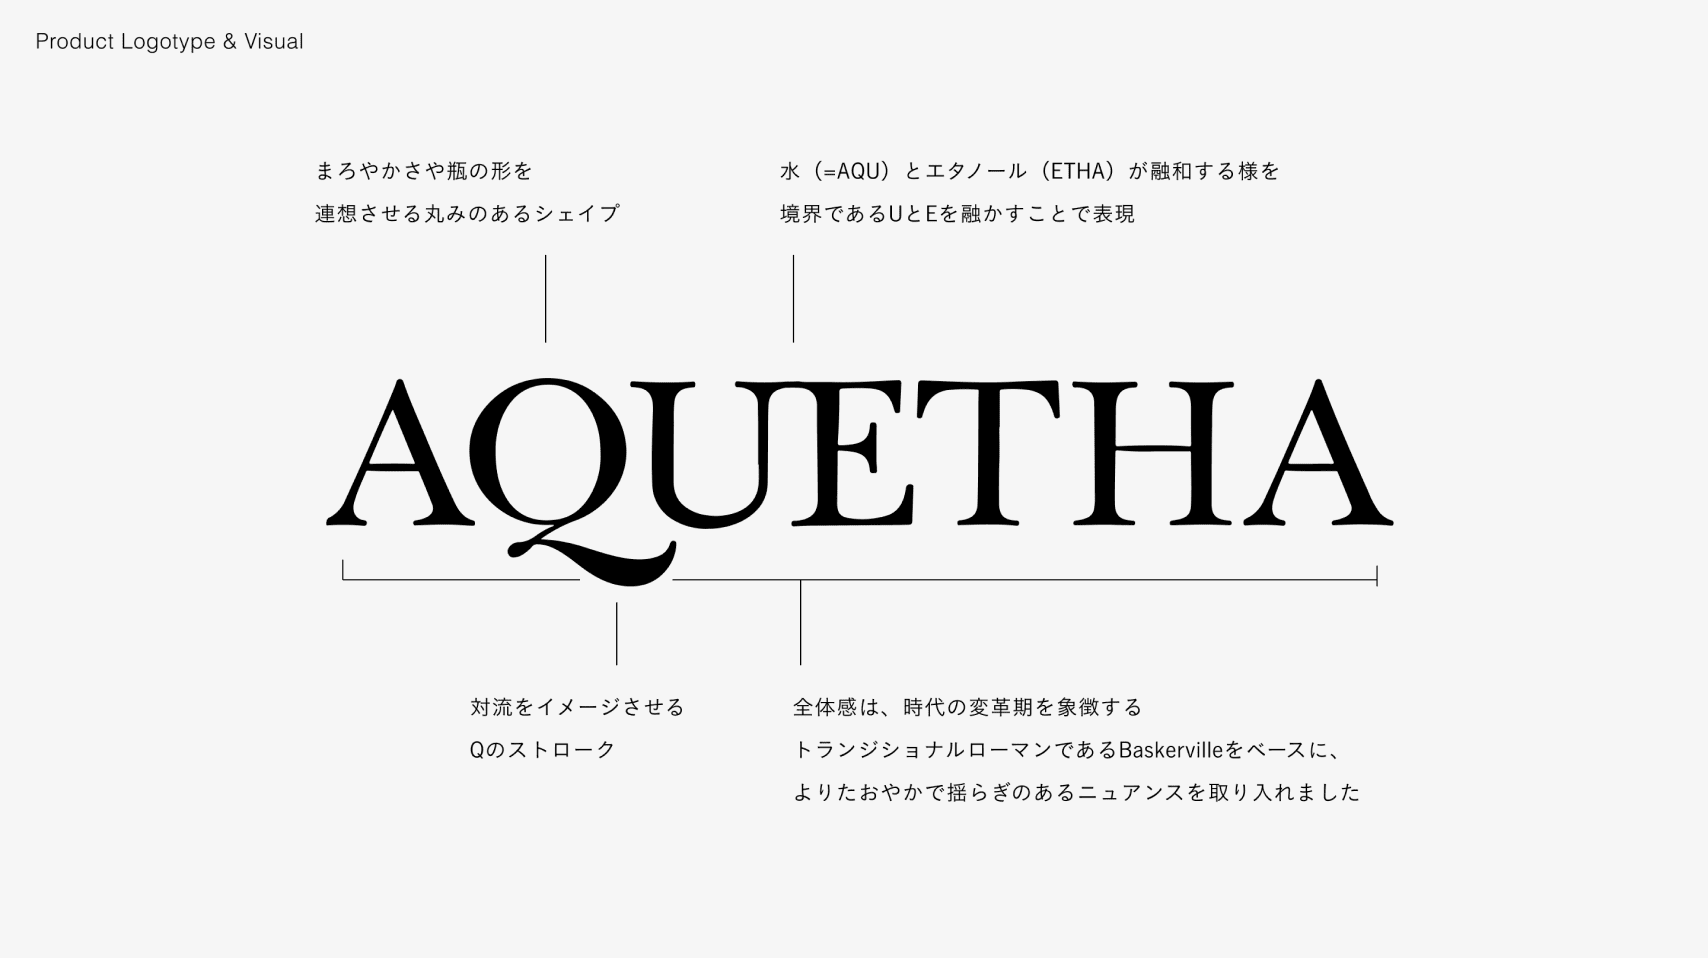 Product Logotype & Visual
まろやかさや瓶の形を
連想させる丸みのあるシェイプ
水（=AQU）とエタノール（ETHA）が融和する様を
境界であるUとEを融かすことで表現
AQUETHA
対流をイメージさせる
Qのストローク
全体感は、時代の変革期を象徴する
トランジショナルローマンであるBaskervilleをベースに、
よりたおやかで揺らぎのあるニュアンスを取り入れました